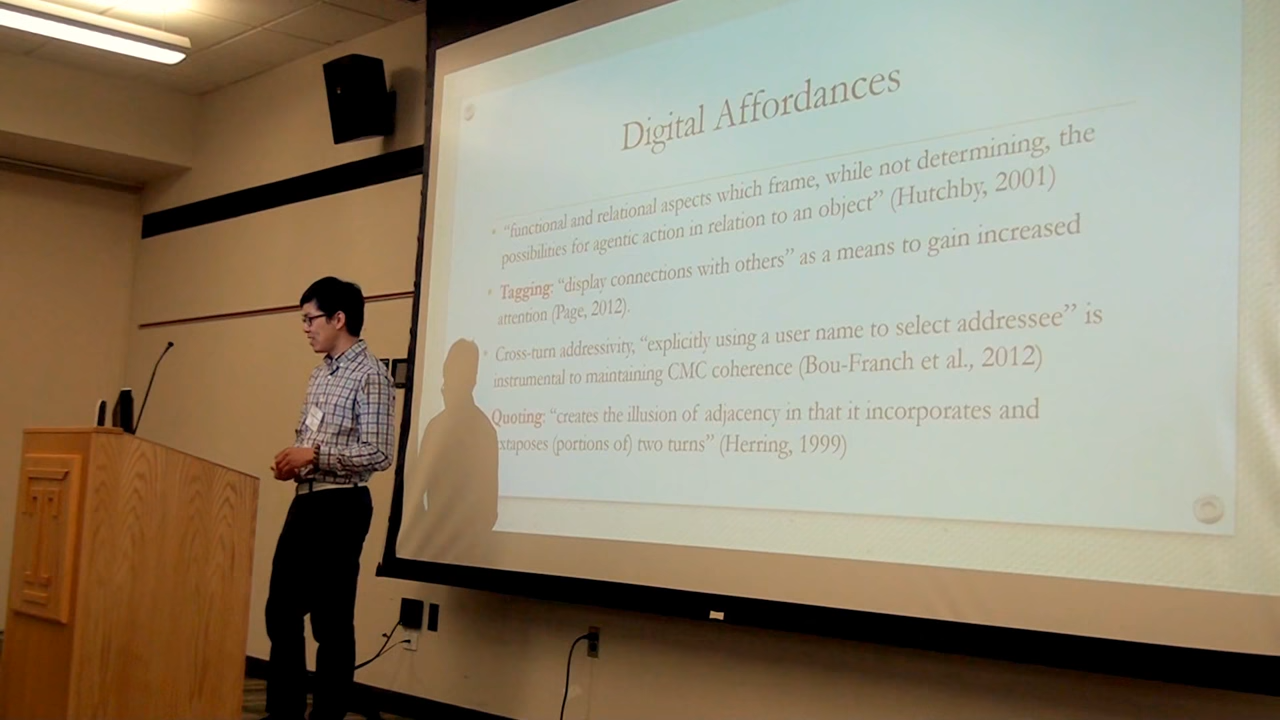 Digital Affordances
• “functional and relational aspects which frame, while not determining, the
possibilities for agentic action in relation to an object” (Hutchby, 2001)
• Tagging: “display connections with others” as a means to gain increased
attention (Page, 2012).
• Cross-turn addressivity, “explicitly using a user name to select addressee” is
instrumental to maintaining CMC coherence (Bou-Franch et al., 2012)
Quoting: “creates the illusion of adjacency in that it incorporates and
xtaposes (portions of) two turns” (Herring, 1999)
T